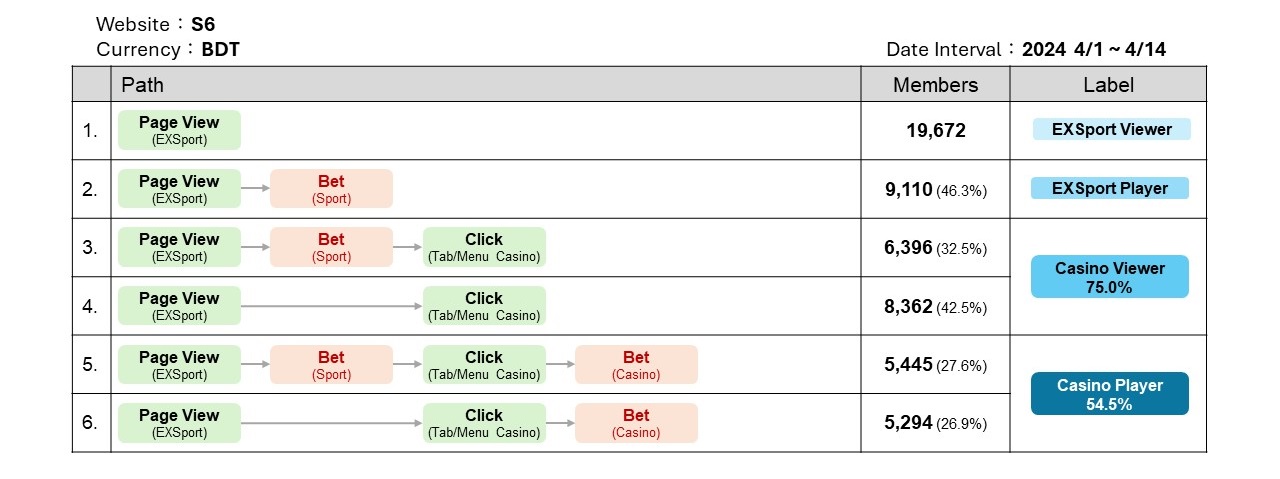 Website：S6
Currency：BDT
Date Interval：2024 4/1 ~ 4/14
Path
Members
Label
1.
Page View
(EXSport)
19,672
EXSport Viewer
2.
Page View
(EXSport)
Bet
(Sport)
9,110 (46.3%)
EXSport Player
3.
Page View
(EXSport)
Bet
(Sport)
Click
(Tab/Menu Casino)
6,396 (32.5%)
Casino Viewer
75.0%
4.
Page View
(EXSport)
Click
(Tab/Menu Casino)
8,362 (42.5%)
5.
Page View
(EXSport)
Bet
(Sport)
Click
(Tab/Menu Casino)
Bet
(Casino)
5,445 (27.6%)
Casino Player
54.5%
6.
Page View
(EXSport)
Click
(Tab/Menu Casino)
Bet
(Casino)
5,294 (26.9%)